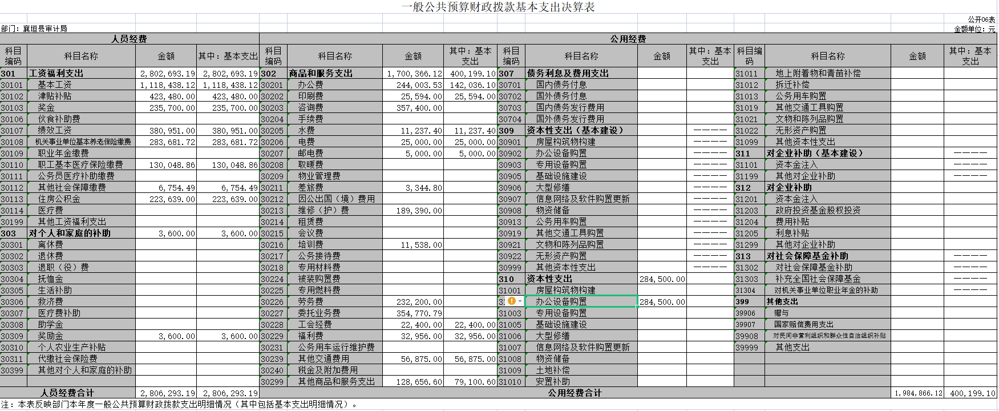 一般公共预算财政拨款基本支出决算表
公开06表
部门：襄垣县审计局 金额单位：元
人员经费 公用经费
科目编码 科目名称 金额 其中：基本支出 科目编码 科目名称 金额 其中：基本支出 科目编码 科目名称 金额 其中：基本支出 科目编码 科目名称 金额 其中：基本支出
301 工资福利支出 2,802,693.19 2,802,693.19 302 商品和服务支出 1,700,366.12 400,199.10 307 债务利息及费用支出 31011 地上附着物和青苗补偿
30101 基本工资 1,118,438.12 1,118,438.12 30201 办公费 244,003.53 142,036.10 30701 国内债务付息 31012 拆迁补偿
30102 津贴补贴 423,480.00 423,480.00 30202 印刷费 25,594.00 25,594.00 30702 国外债务付息 31013 公务用车购置
30103 奖金 235,700.00 235,700.00 30203 咨询费 357,400.00 30703 国内债务发行费用 31019 其他交通工具购置
30106 伙食补助费 30204 手续费 30704 国外债务发行费用 31021 文物和陈列品购置
30107 绩效工资 380,951.00 380,951.00 30205 水费 11,237.40 11,237.40 309 资本性支出（基本建设） ———— 31022 无形资产购置
30108 机关事业单位基本养老保险缴费 283,681.72 283,681.72 30206 电费 25,000.00 25,000.00 30901 房屋构筑物构建 ———— 31099 其他资本性支出
30109 职业年金缴费 30207 邮电费 5,000.00 5,000.00 30902 办公设备购置 ———— 311 对企业补助（基本建设） ————
30110 职工基本医疗保险缴费 130,048.86 130,048.86 30208 取暖费 30903 专用设备购置 ———— 31101 资本金注入 ————
30111 公务员医疗补助缴费 30209 物业管理费 30905 基础设施建设 ———— 31199 其他对企业补助 ————
30112 其他社会保障缴费 6,754.49 6,754.49 30211 差旅费 3,344.80 30906 大型修缮 ———— 312 对企业补助
30113 住房公积金 223,639.00 223,639.00 30212 因公出国（境）费用 30907 信息网络及软件购置更新 ———— 31201 资本金注入
30114 医疗费 30213 维修（护）费 189,390.00 30908 物资储备 ———— 31203 政府投资基金股权投资
30199 其他工资福利支出 30214 租赁费 30913 公务用车购置 ———— 31204 费用补贴
303 对个人和家庭的补助 3,600.00 3,600.00 30215 会议费 30919 其他交通工具购置 ———— 31205 利息补贴
30301 离休费 30216 培训费 11,538.00 30921 文物和陈列品购置 ———— 31299 其他对企业补助
30302 退休费 30217 公务接待费 30922 无形资产购置 ———— 313 对社会保障基金补助 ————
30303 退职（役）费 30218 专用材料费 30999 其他资本性支出 ———— 31302 对社会保障基金补助 ————
30304 抚恤金 30224 被装购置费 310 资本性支出 284,500.00 31303 补充全国社会保障基金 ————
30305 生活补助 30225 专用燃料费 31001 房屋构筑物构建 31304 对机关事业单位职业年金的补助 ————
30306 救济费 30226 劳务费 232,200.00 办公设备购置 284,500.00 399 其他支出
30307 医疗费补助 30227 委托业务费 354,770.79 31003 专用设备购置 39906 赠与
30308 助学金 30228 工会经费 22,400.00 22,400.00 31005 基础设施建设 39907 国家赔偿费用支出
30309 奖励金 3,600.00 3,600.00 30229 福利费 32,956.00 32,956.00 31006 大型修缮 39908 对民间非营利组织和群众性自治组织补贴
30310 个人农业生产补贴 30231 公务用车运行维护费 31007 信息网络及软件购置更新 39999 其他支出
30311 代缴社会保险费 30239 其他交通费用 56,875.00 56,875.00 31008 物资储备
30399 其他对个人和家庭的补助 30240 税金及附加费用 31009 土地补偿
30299 其他商品和服务支出 128,656.60 79,100.60 31010 安置补助
人员经费合计 2,806,293.19 2,806,293.19 公用经费合计 1,984,866.12 400,199.10
注：本表反映部门本年度一般公共预算财政拨款支出明细情况（其中包括基本支出明细情况）。